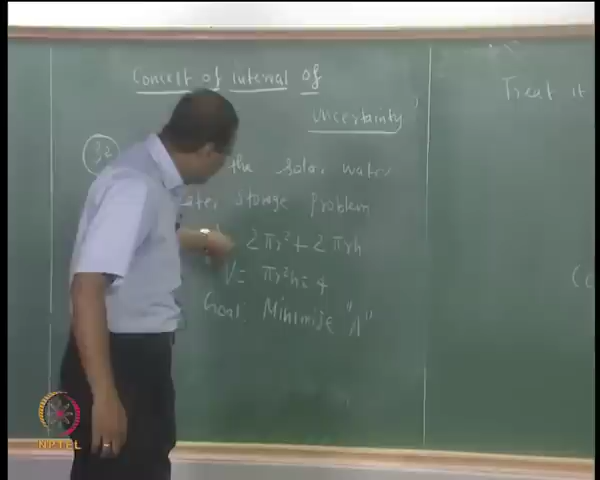 Concept of interval of
uncertainty
32
the solar water
storage Problem
2πr² + 2πrh
V = πr²h = 4
Goal: Minimize "A"
Treat it
NPTEL